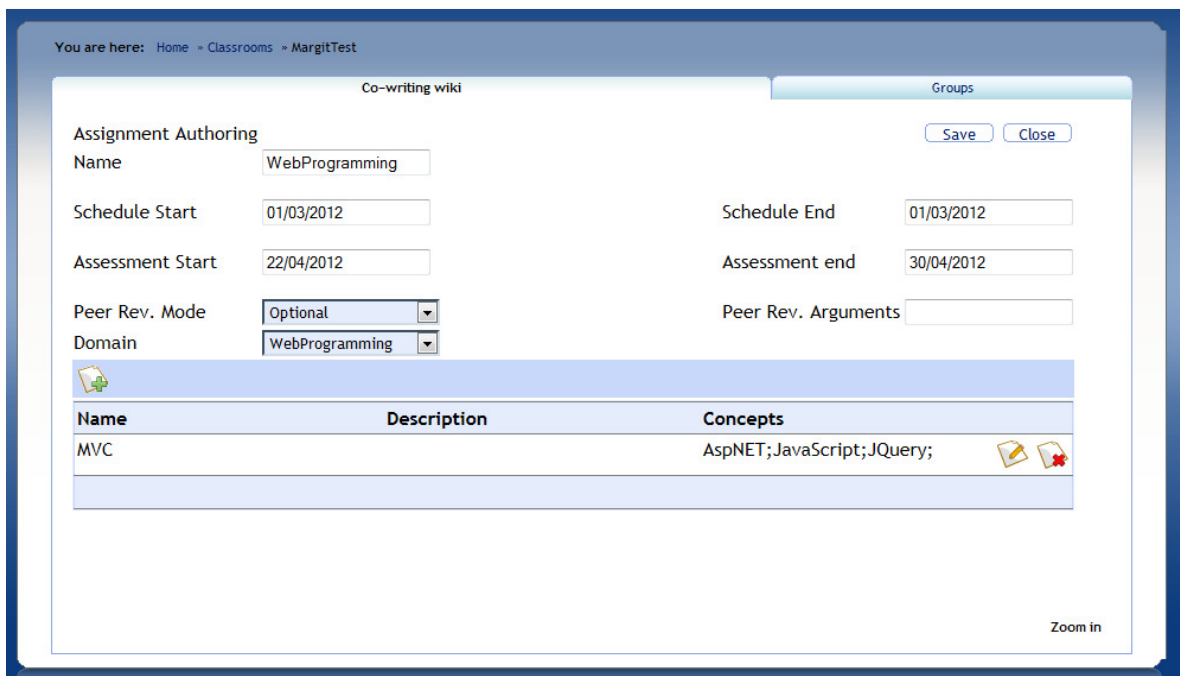 You are here: Home » Classrooms » MargitTest
Co-writing wiki Groups
Assignment Authoring Save Close
Name WebProgramming
Schedule Start 01/03/2012 Schedule End 01/03/2012
Assessment Start 22/04/2012 Assessment end 30/04/2012
Peer Rev. Mode Optional Peer Rev. Arguments
Domain WebProgramming
Name Description Concepts
MVC AspNET;JavaScript;JQuery;
Zoom in